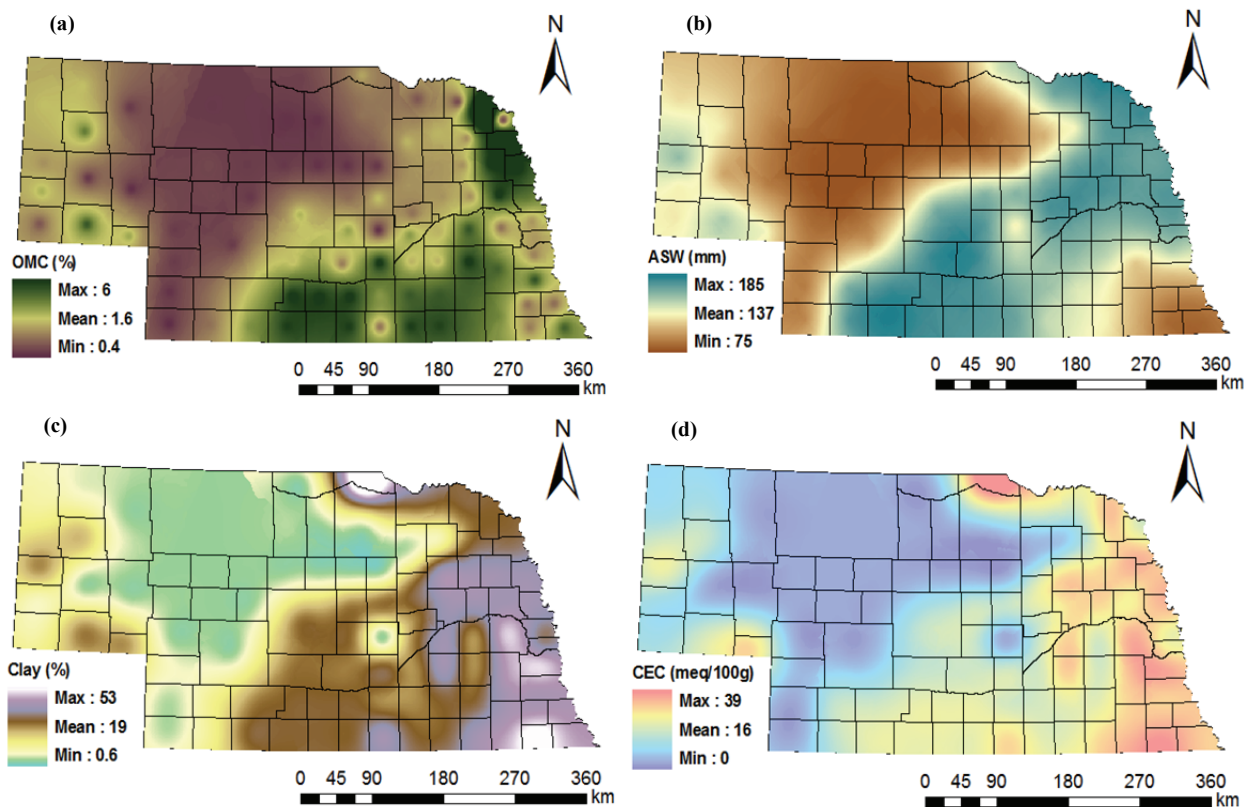 (a)
N
OMC (%)
Max : 6
Mean : 1.6
Min : 0.4
0 45 90 180 270 360
km
(b)
N
ASW (mm)
Max : 185
Mean : 137
Min : 75
0 45 90 180 270 360
km
(c)
N
Clay (%)
Max : 53
Mean : 19
Min : 0.6
0 45 90 180 270 360
km
(d)
N
CEC (meq/100g)
Max : 39
Mean : 16
Min : 0
0 45 90 180 270 360
km